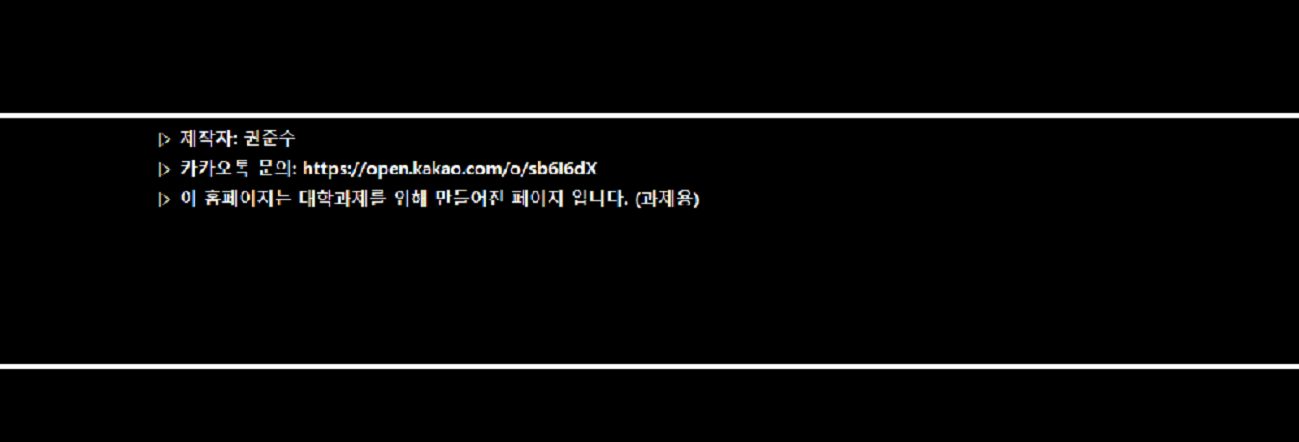 ▷ 제작자: 권준수
▷ 카카오톡 문의: https://open.kakao.com/o/sb6I6dX
▷ 이 홈페이지는 대학과제를 위해 만들어진 페이지 입니다. (과제용)